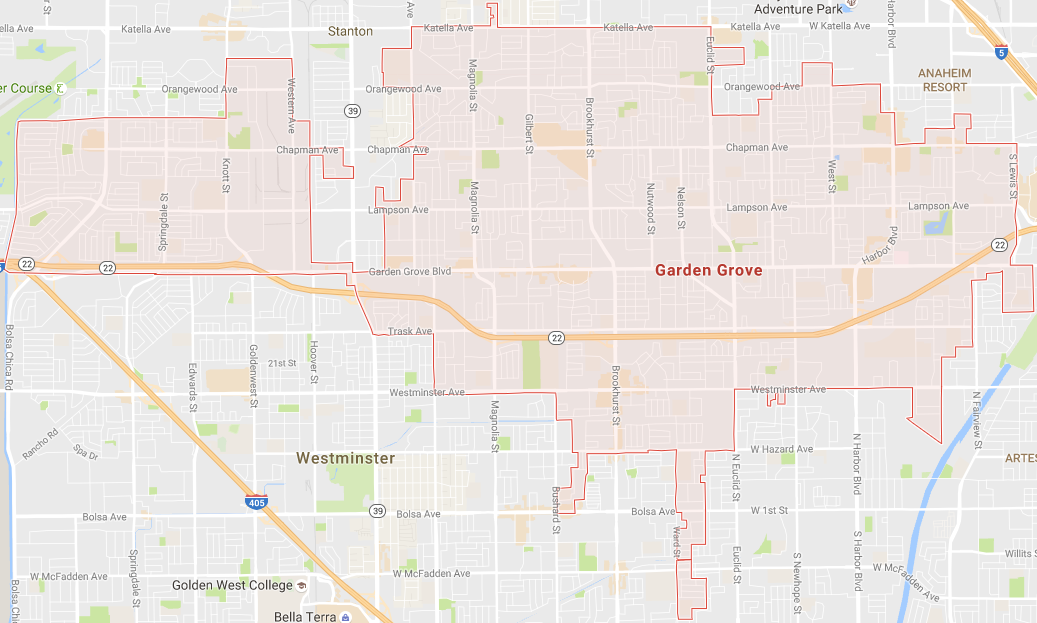 Adventure Park
Katella Ave
Katella Ave
Katella Ave
Katella Ave
W Katella Ave
Harbor Blvd
Stanton
5
ANAHEIM
RESORT
Euclid St
Orangewood Ave
Orangewood Ave
Orangewood Ave
Western Ave
Magnolia St
39
Gilbert St
Brookhurst St
Chapman Ave
Chapman Ave
Chapman Ave
Knott St
Springdale St
Magnolia St
Nutwood St
Nelson St
West St
S Lewis St
Lampson Ave
Lampson Ave
Lampson Ave
Harbor Blvd
22
22
22
22
Garden Grove Blvd
Garden Grove
Trask Ave
Bolsa Chica Rd
21st St
Hoover St
Goldenwest St
Edwards St
Brookhurst St
Westminster Ave
Westminster Ave
Magnolia St
N Fairview St
Rancho Rd
Spa Dr
Westminster
W Hazard Ave
N Harbor Blvd
N Euclid St
ARTES
405
39
Bushard St
Bolsa Ave
Bolsa Ave
Bolsa Ave
W 1st St
Ward St
Springdale St
Euclid St
S Newhope St
S Harbor Blvd
Willits S
W McFadden Ave
W McFadden Ave
W McFadden Ave
Golden West College
Bella Terra
Bolsa Chica St